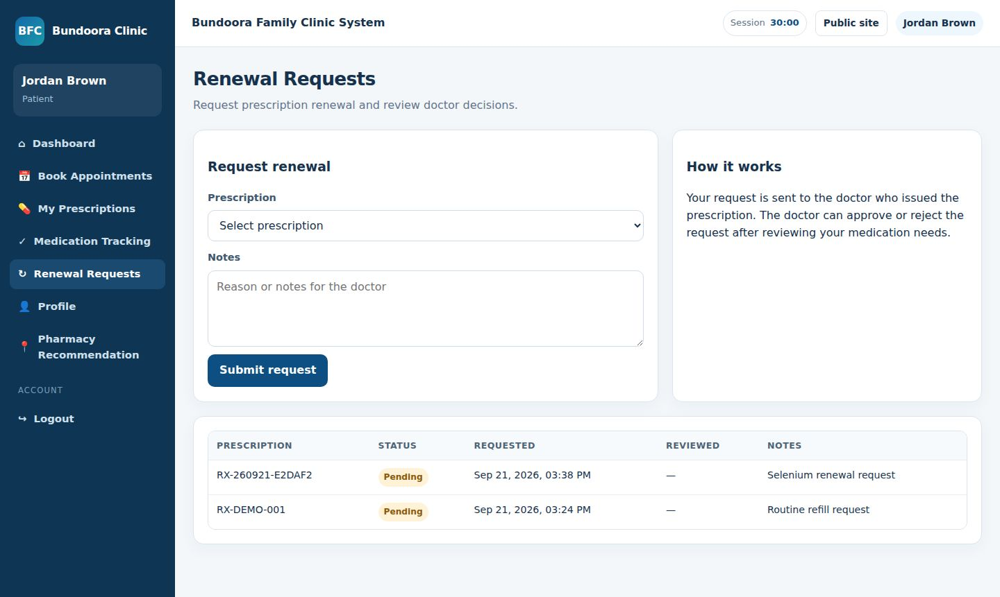 BFC Bundoora Clinic
Jordan Brown
Patient
Dashboard
Book Appointments
My Prescriptions
Medication Tracking
Renewal Requests
Profile
Pharmacy
Recommendation
ACCOUNT
Logout
Bundoora Family Clinic System
Session 30:00
Public site
Jordan Brown
Renewal Requests
Request prescription renewal and review doctor decisions.
Request renewal
Prescription
Select prescription
Notes
Reason or notes for the doctor
Submit request
How it works
Your request is sent to the doctor who issued the
prescription. The doctor can approve or reject the
request after reviewing your medication needs.
PRESCRIPTION STATUS REQUESTED REVIEWED NOTES
RX-260921-E2DAF2 Pending Sep 21, 2026, 03:38 PM — Selenium renewal request
RX-DEMO-001 Pending Sep 21, 2026, 03:24 PM — Routine refill request